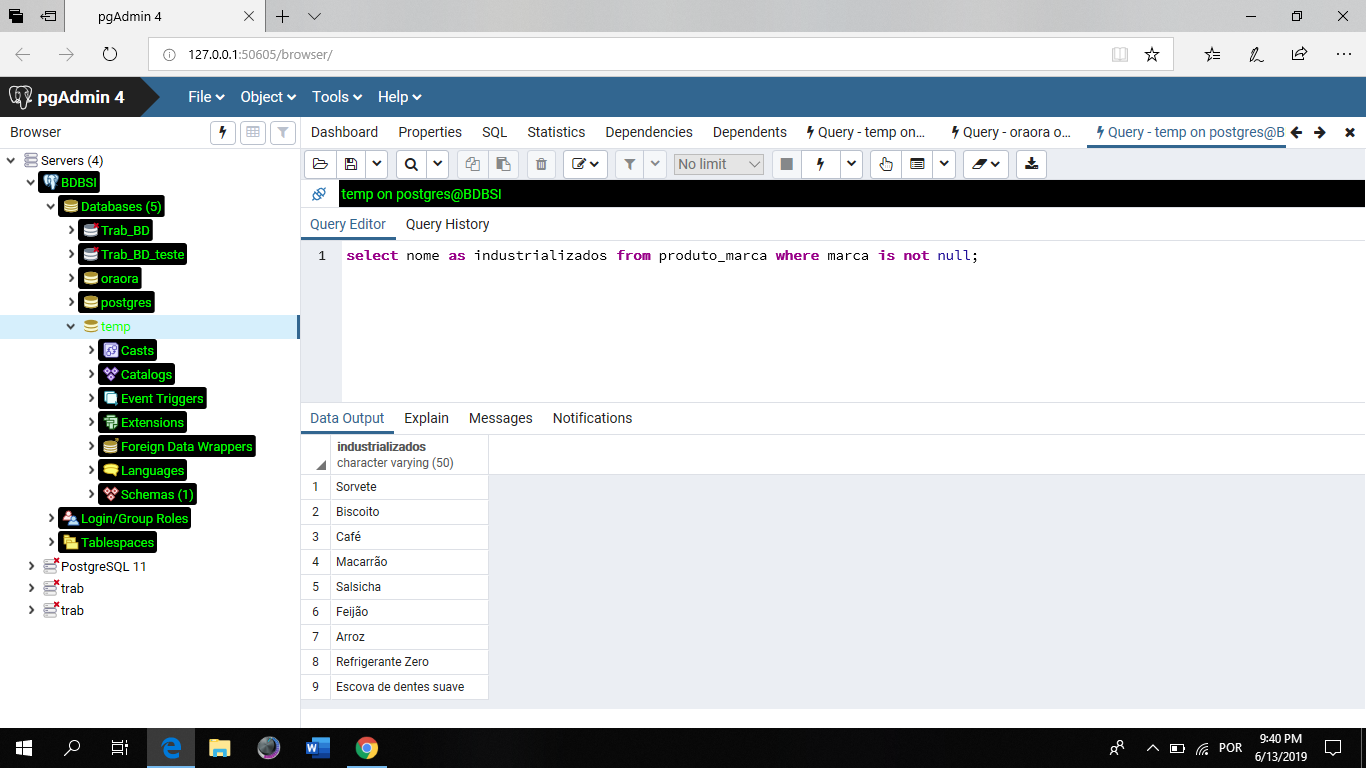 pgAdmin 4
127.0.0.1:50605/browser/
pgAdmin 4 File Object Tools Help
Browser
Dashboard Properties SQL Statistics Dependencies Dependents Query - temp on... Query - oraora o... Query - temp on postgres@B
Servers (4)
BDBSI
Databases (5)
Trab_BD
Trab_BD_teste
oraora
postgres
temp
Casts
Catalogs
Event Triggers
Extensions
Foreign Data Wrappers
Languages
Schemas (1)
Login/Group Roles
Tablespaces
PostgreSQL 11
trab
trab
No limit
temp on postgres@BDBSI
Query Editor Query History
1 select nome as industrializados from produto_marca where marca is not null;
Data Output Explain Messages Notifications
industrializados
character varying (50)
1 Sorvete
2 Biscoito
3 Café
4 Macarrão
5 Salsicha
6 Feijão
7 Arroz
8 Refrigerante Zero
9 Escova de dentes suave
POR
9:40 PM
6/13/2019